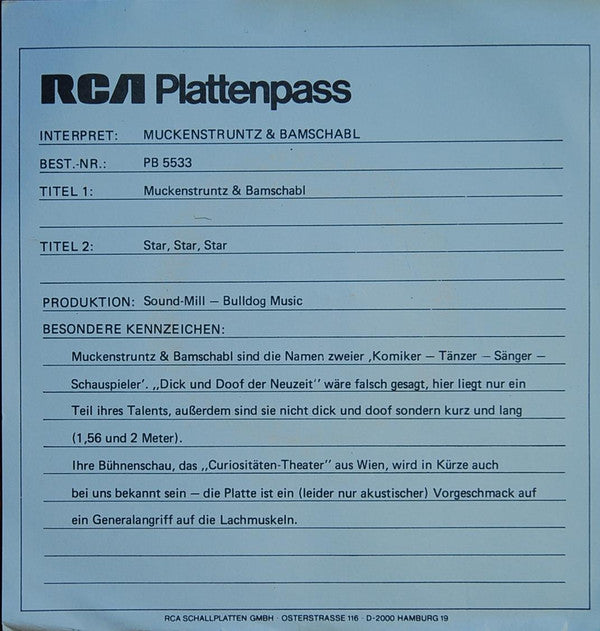 RCA Plattenpass
INTERPRET: MUCKENSTRUNTZ & BAMSCHABL
BEST.-NR.: PB 5533
TITEL 1: Muckenstruntz & Bamschabl
TITEL 2: Star, Star, Star
PRODUKTION: Sound-Mill – Bulldog Music
BESONDERE KENNZEICHEN:
Muckenstruntz & Bamschabl sind die Namen zweier ‚Komiker – Tänzer – Sänger –
Schauspieler'. „Dick und Doof der Neuzeit" wäre falsch gesagt, hier liegt nur ein
Teil ihres Talents, außerdem sind sie nicht dick und doof sondern kurz und lang
(1,56 und 2 Meter).
Ihre Bühnenschau, das „Curiositäten-Theater" aus Wien, wird in Kürze auch
bei uns bekannt sein – die Platte ist ein (leider nur akustischer) Vorgeschmack auf
ein Generalangriff auf die Lachmuskeln.
RCA SCHALLPLATTEN GMBH · OSTERSTRASSE 116 · D-2000 HAMBURG 19